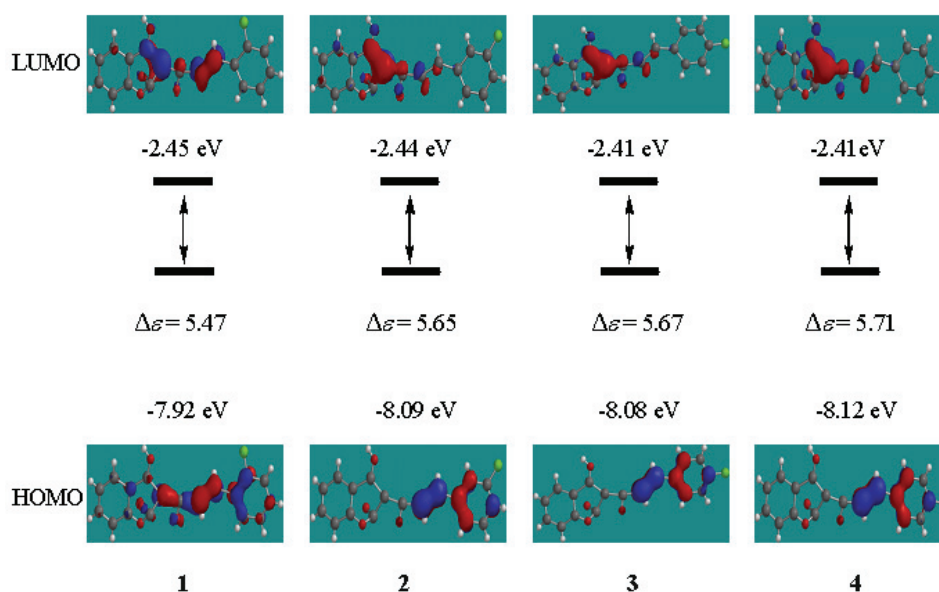 LUMO
-2.45 eV -2.44 eV -2.41 eV -2.41eV
Δε = 5.47 Δε = 5.65 Δε = 5.67 Δε = 5.71
-7.92 eV -8.09 eV -8.08 eV -8.12 eV
HOMO
1 2 3 4